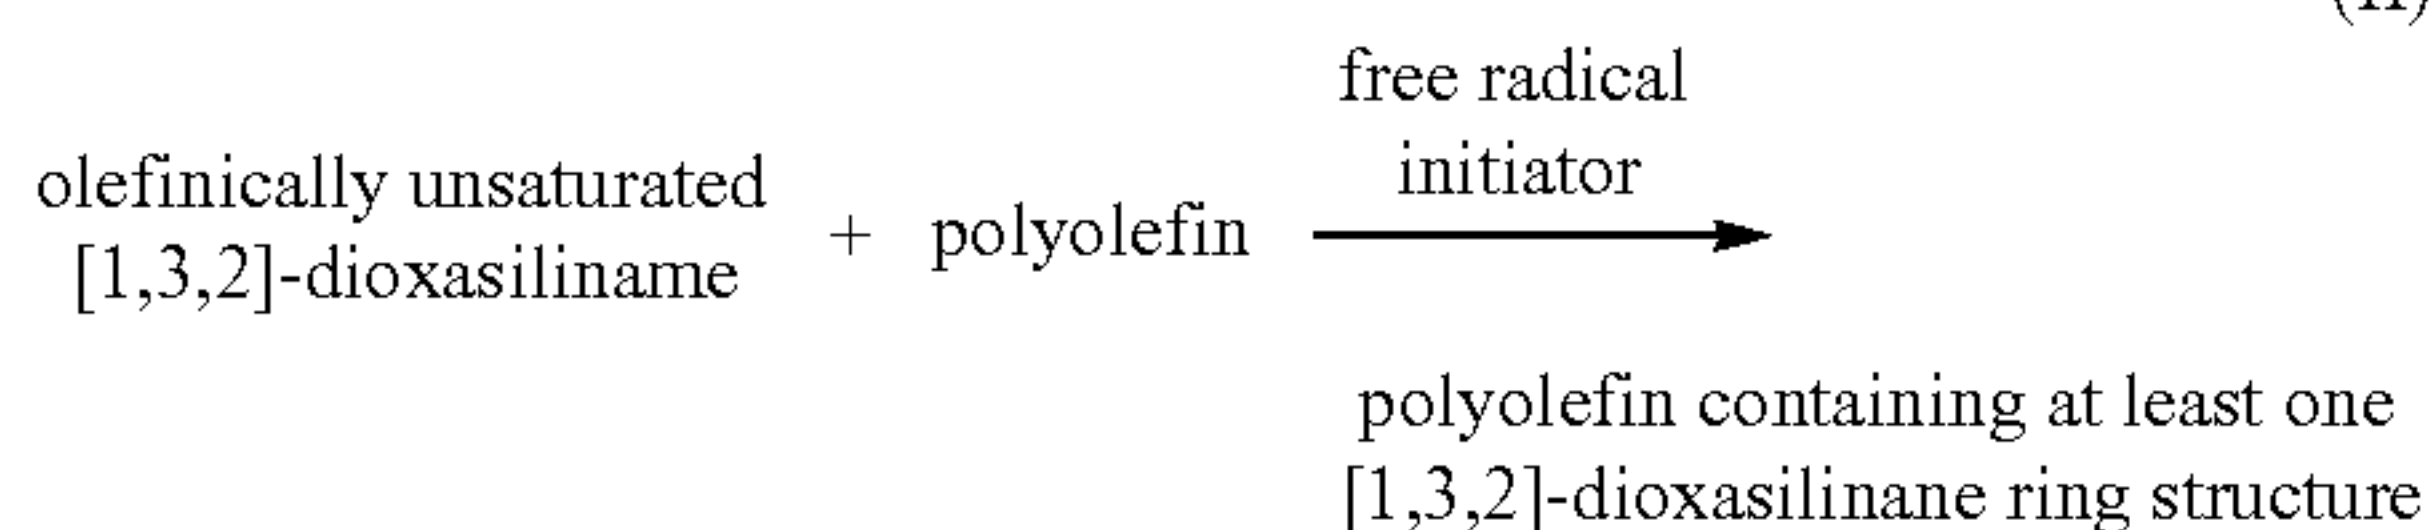 free radical
initiator
olefinically unsaturated
[1,3,2]-dioxasiliname
+ polyolefin
polyolefin containing at least one
[1,3,2]-dioxasilinane ring structure